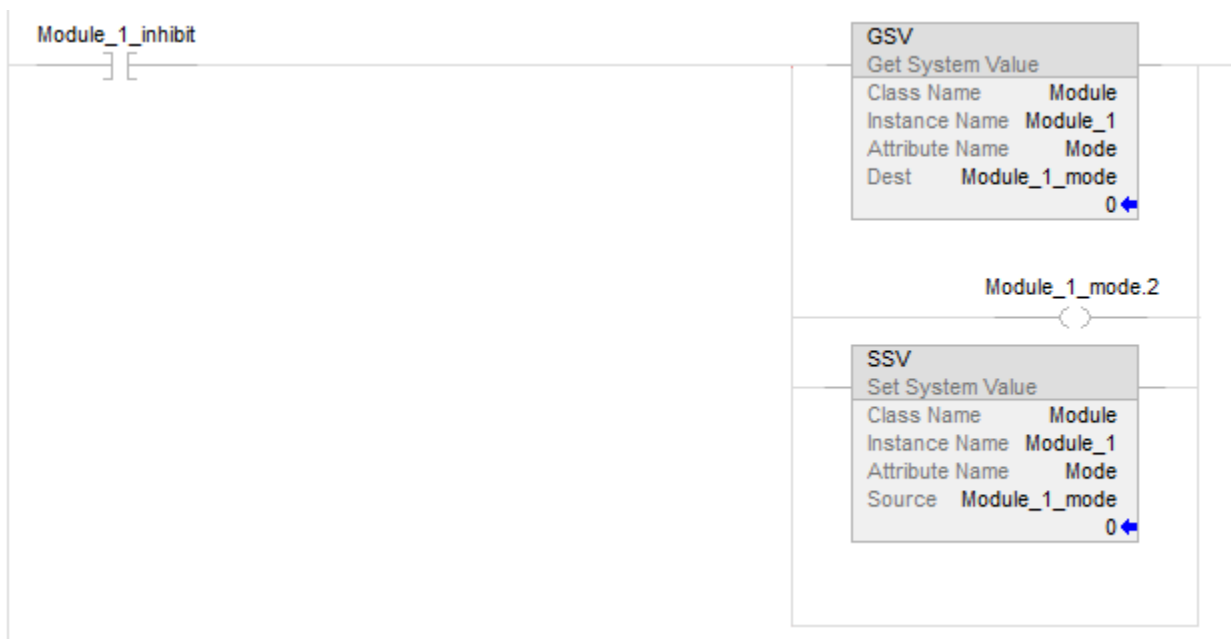 Module_1_inhibit
GSV
Get System Value
Class Name Module
Instance Name Module_1
Attribute Name Mode
Dest Module_1_mode
0
Module_1_mode.2
SSV
Set System Value
Class Name Module
Instance Name Module_1
Attribute Name Mode
Source Module_1_mode
0